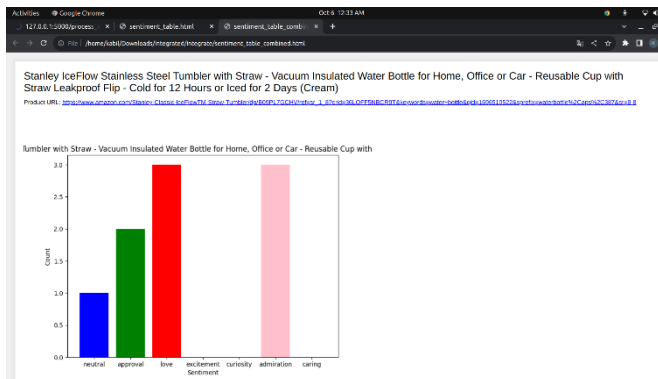 Activities Google Chrome Oct 6 12:33 AM
127.0.0.1:5000/process_ × sentiment_table.html × sentiment_table_combin × +
File /home/kabil/Downloads/integrated/integrate/sentiment_table_combined.html
Stanley IceFlow Stainless Steel Tumbler with Straw - Vacuum Insulated Water Bottle for Home, Office or Car - Reusable Cup with
Straw Leakproof Flip - Cold for 12 Hours or Iced for 2 Days (Cream)
Product URL:
Tumbler with Straw - Vacuum Insulated Water Bottle for Home, Office or Car - Reusable Cup with
3.0
2.5
2.0
1.5
1.0
0.5
0.0
Count
neutral approval love excitement curiosity admiration caring
Sentiment